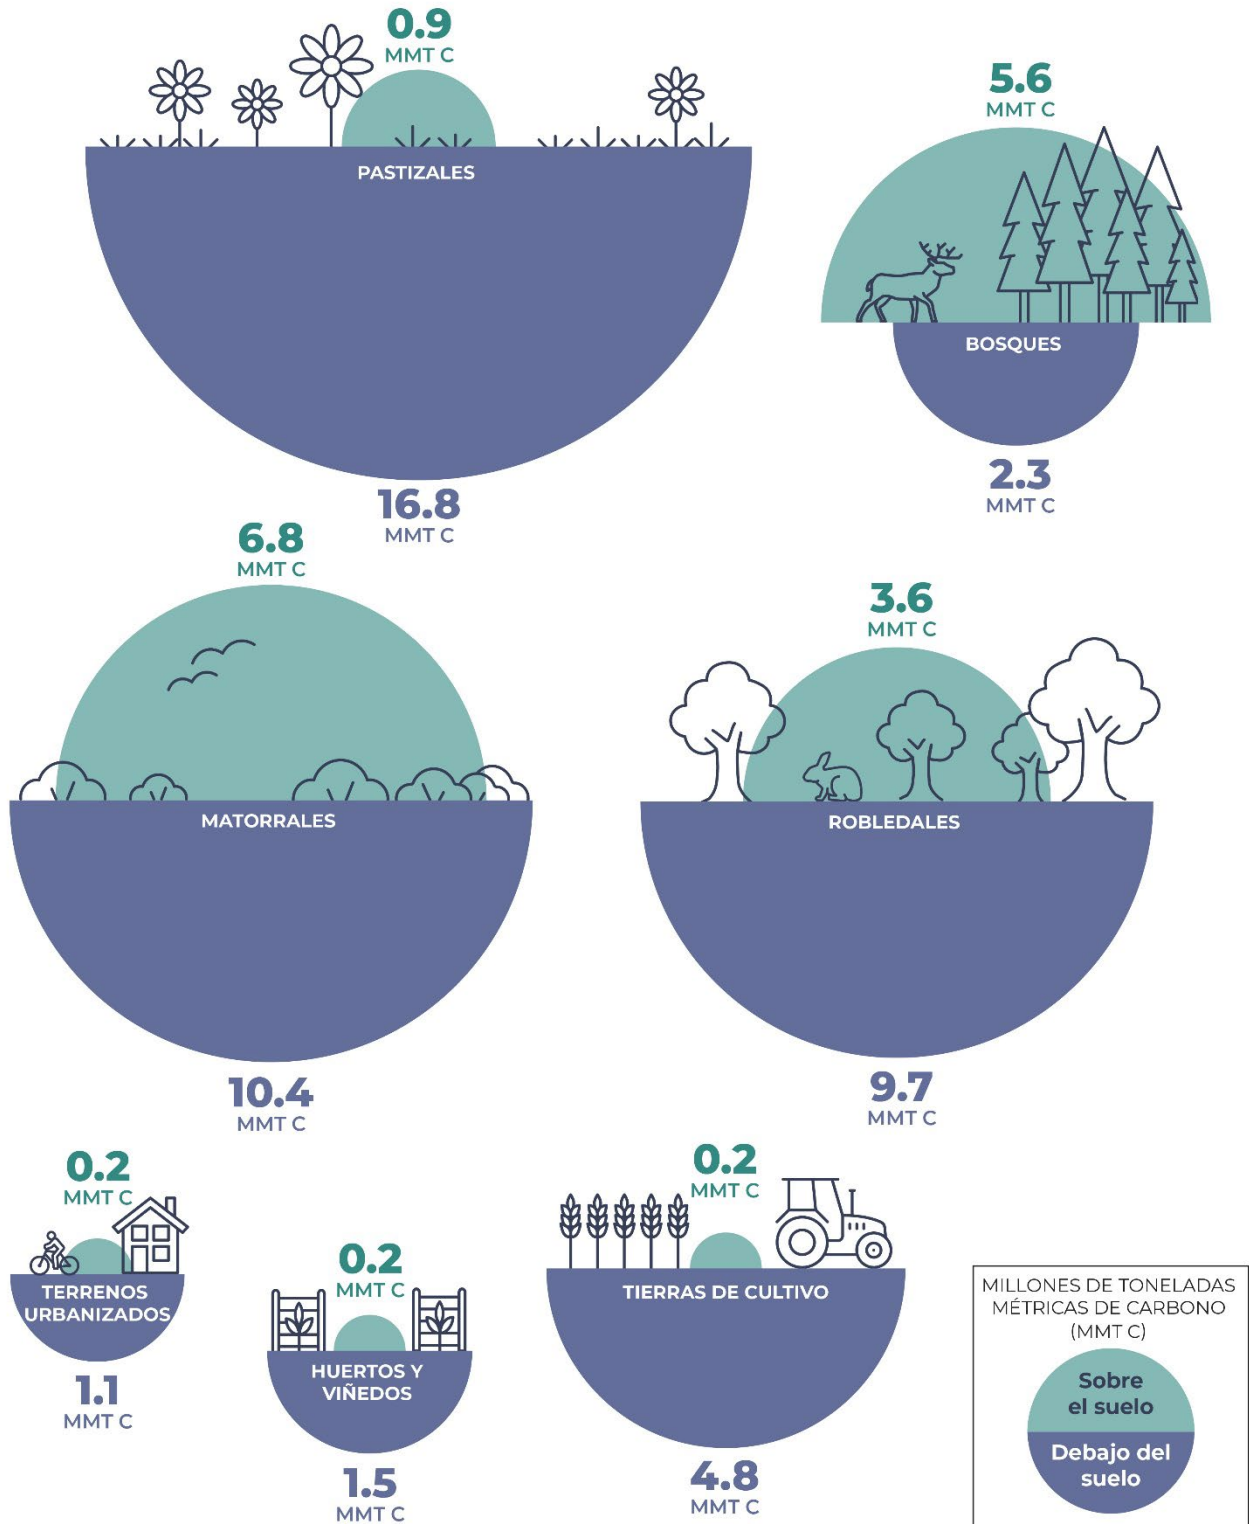 0.9
MMT C
PASTIZALES
16.8
MMT C
5.6
MMT C
BOSQUES
2.3
MMT C
6.8
MMT C
MATORRALES
10.4
MMT C
3.6
MMT C
ROBLEDALES
9.7
MMT C
0.2
MMT C
TERRENOS
URBANIZADOS
1.1
MMT C
0.2
MMT C
HUERTOS Y
VIÑEDOS
1.5
MMT C
0.2
MMT C
TIERRAS DE CULTIVO
4.8
MMT C
MILLONES DE TONELADAS
MÉTRICAS DE CARBONO
(MMT C)
Sobre
el suelo
Debajo del
suelo